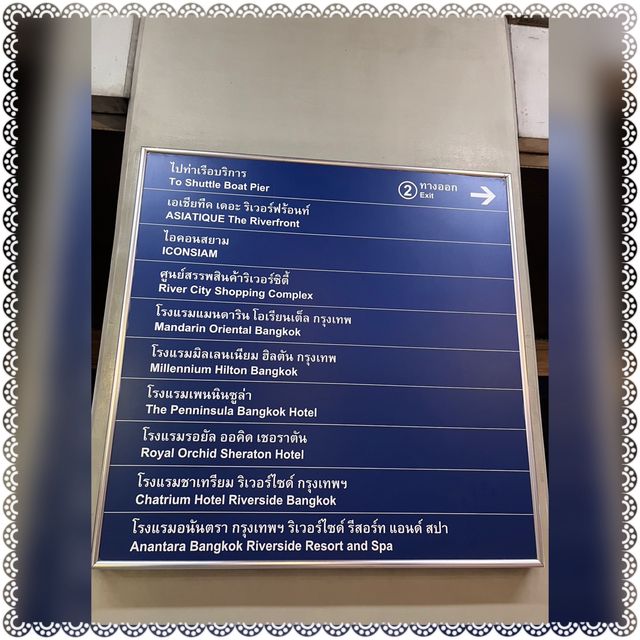 ไปท่าเรือบริการ
To Shuttle Boat Pier
② ทางออก
Exit
เอเชียทีค เดอะ ริเวอร์ฟร้อนท์
ASIATIQUE The Riverfront
ไอคอนสยาม
ICONSIAM
ศูนย์สรรพสินค้าริเวอร์ซิตี้
River City Shopping Complex
โรงแรมแมนดาริน โอเรียนเต็ล กรุงเทพ
Mandarin Oriental Bangkok
โรงแรมมิลเลนเนียม ฮิลตัน กรุงเทพ
Millennium Hilton Bangkok
โรงแรมเพนนินซูล่า
The Penninsula Bangkok Hotel
โรงแรมรอยัล ออคิด เชอราตัน
Royal Orchid Sheraton Hotel
โรงแรมชาเทรียม ริเวอร์ไซด์ กรุงเทพฯ
Chatrium Hotel Riverside Bangkok
โรงแรมอนันตรา กรุงเทพฯ ริเวอร์ไซด์ รีสอร์ท แอนด์ สปา
Anantara Bangkok Riverside Resort and Spa